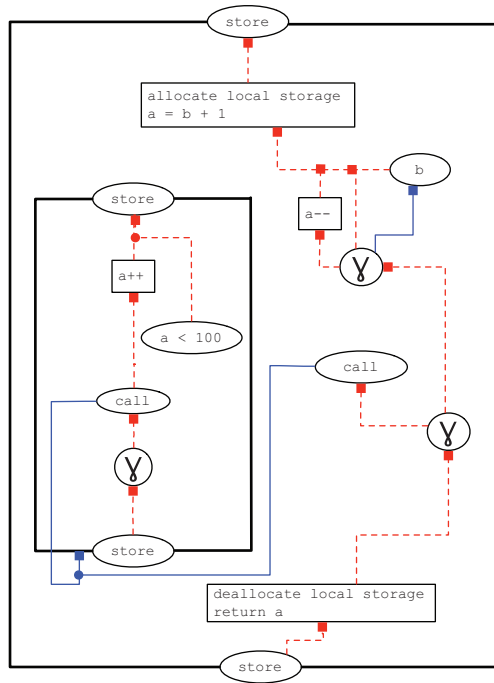 store
allocate local storage
a = b + 1
b
store
a--
γ
a++
a < 100
call
call
γ
γ
store
deallocate local storage
return a
store